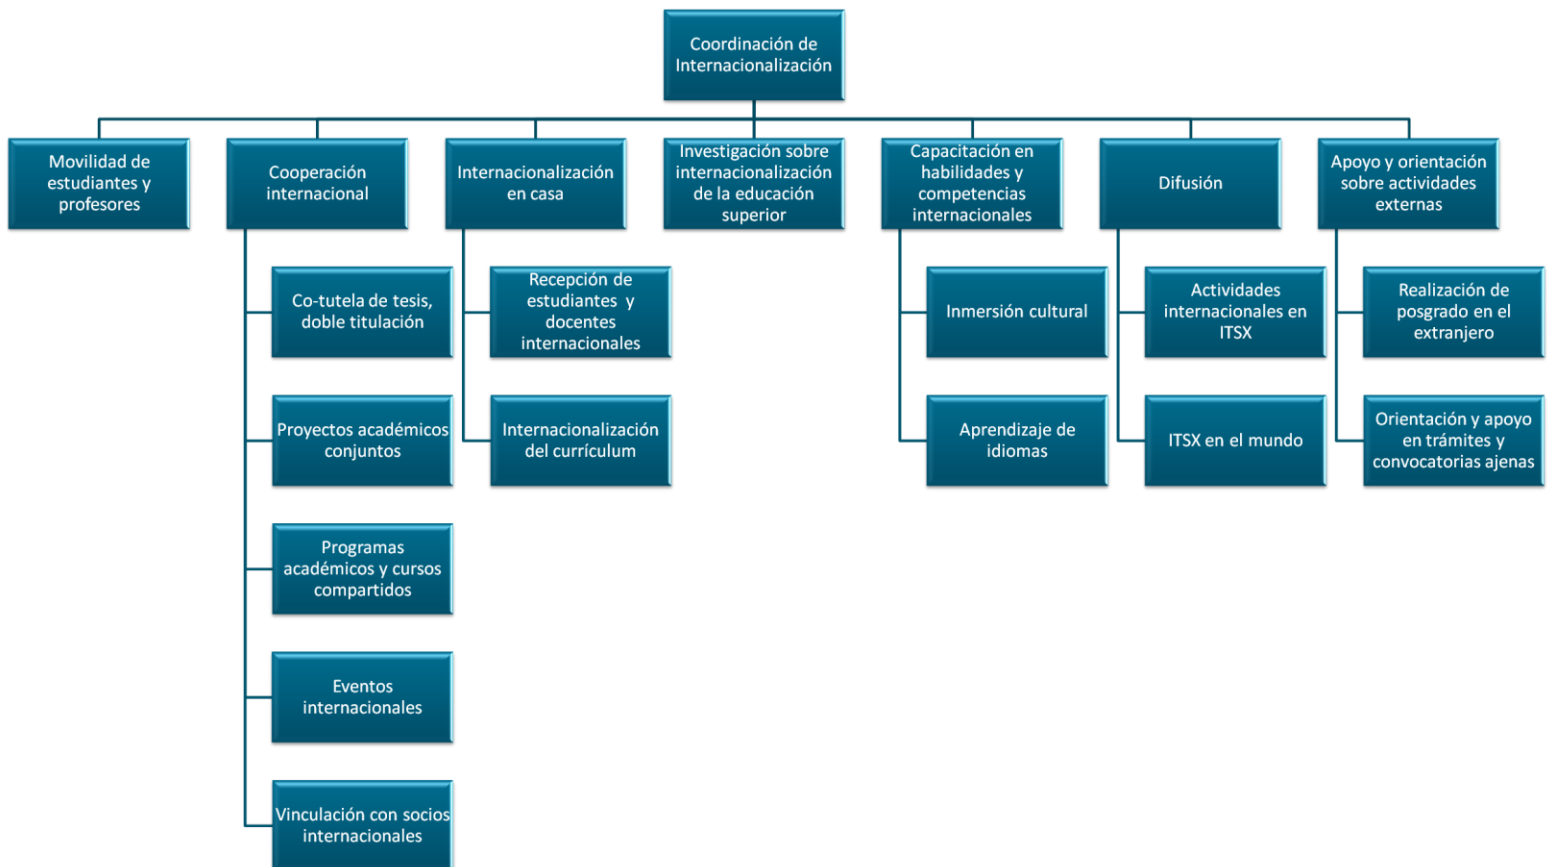 Coordinación de
Internacionalización
Movilidad de
estudiantes y
profesores
Cooperación
internacional
Internacionalización
en casa
Investigación sobre
internacionalización
de la educación
superior
Capacitación en
habilidades y
competencias
internacionales
Difusión
Apoyo y orientación
sobre actividades
externas
Co-tutela de tesis,
doble titulación
Proyectos académicos
conjuntos
Programas
académicos y cursos
compartidos
Eventos
internacionales
Vinculación con socios
internacionales
Recepción de
estudiantes y
docentes
internacionales
Internacionalización
del currículum
Inmersión cultural
Aprendizaje de
idiomas
Actividades
internacionales en
ITSX
ITSX en el mundo
Realización de
posgrado en el
extranjero
Orientación y apoyo
en trámites y
convocatorias ajenas